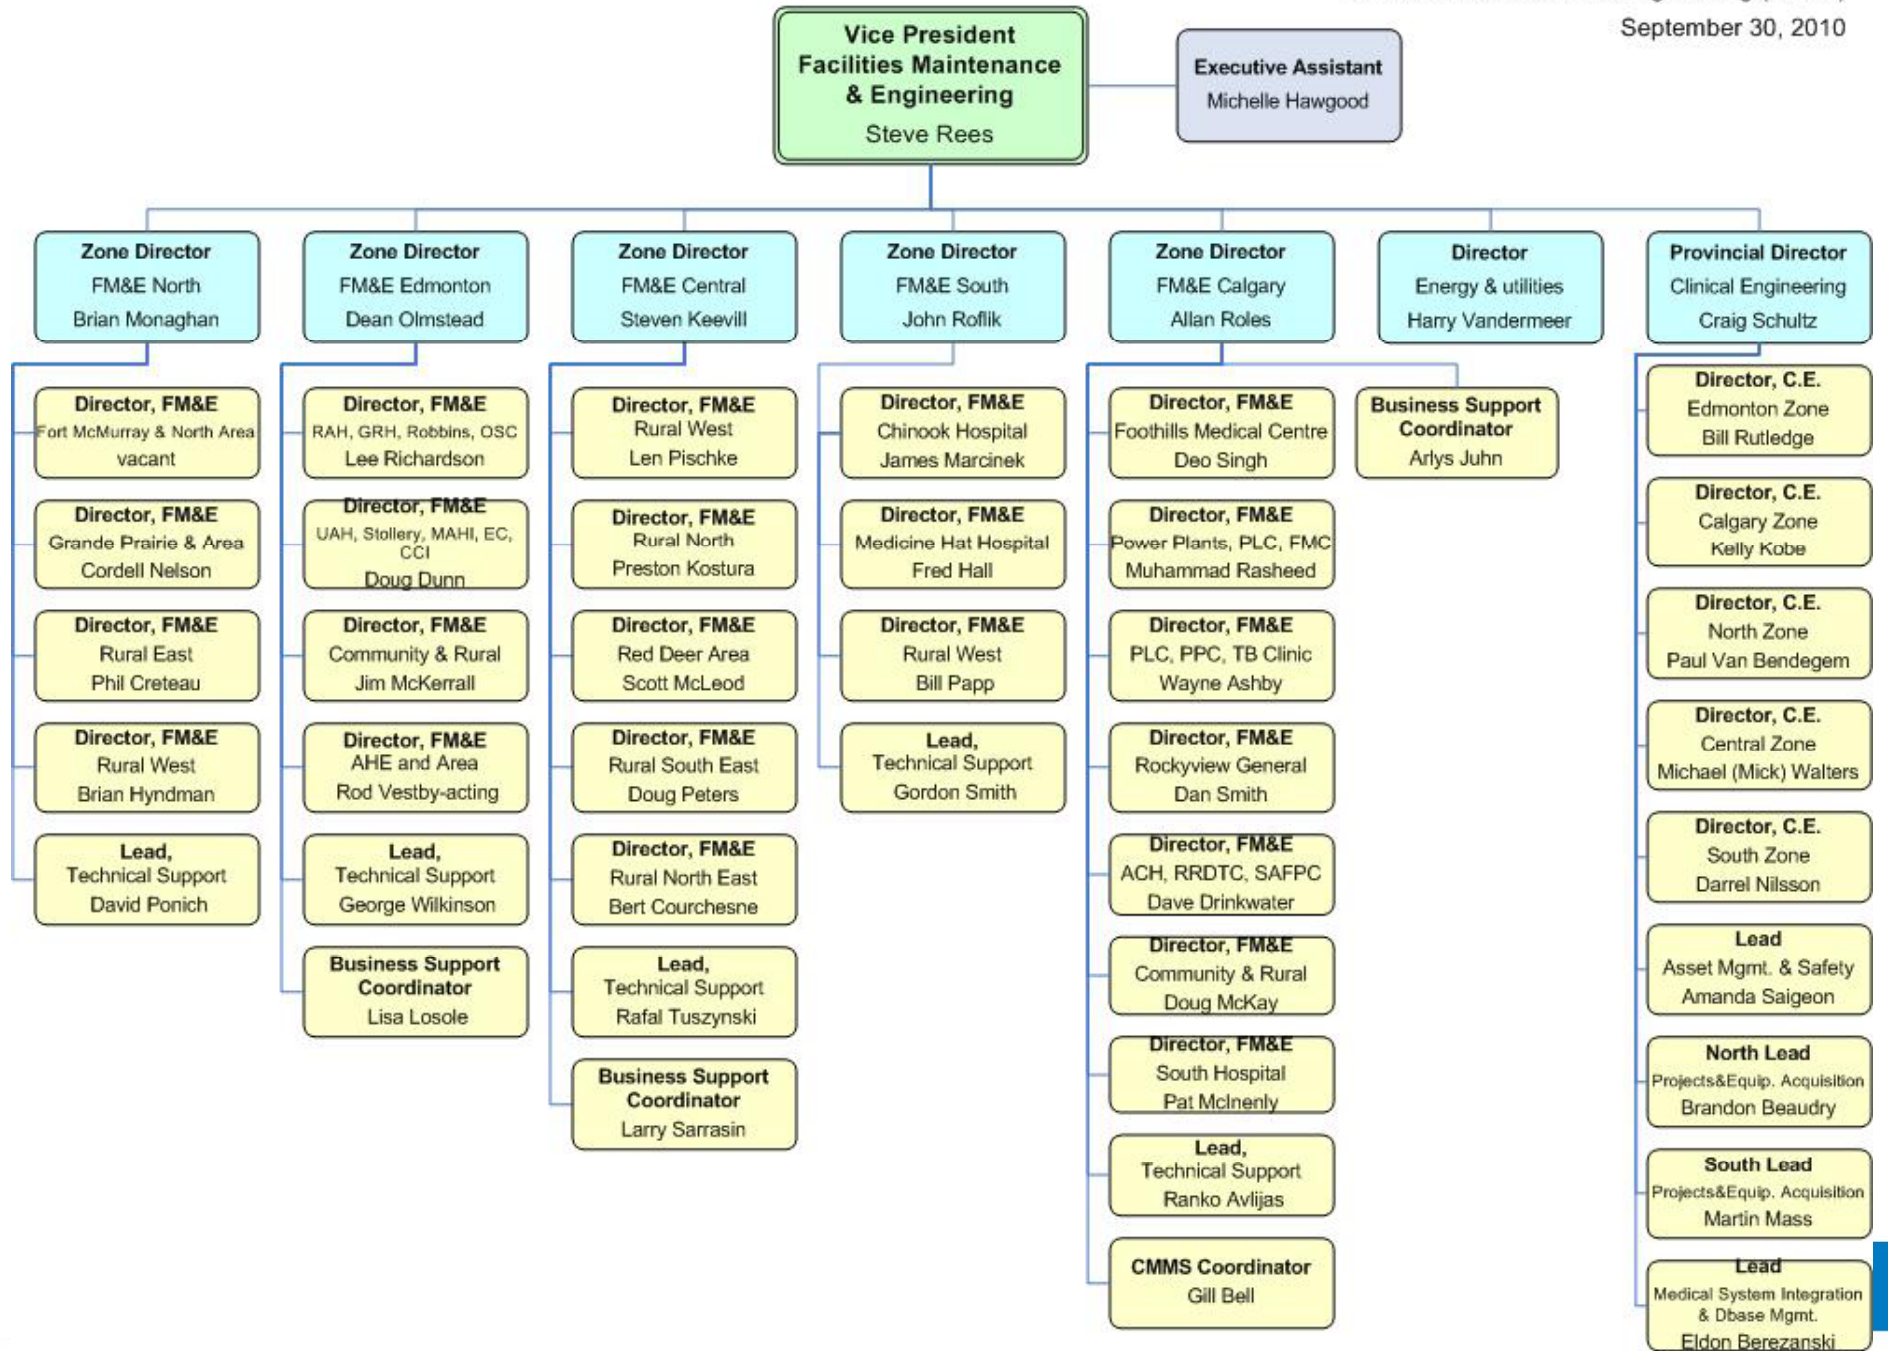 September 30, 2010
Vice President
Facilities Maintenance
& Engineering
Steve Rees
Executive Assistant
Michelle Hawgood
Zone Director
FM&E North
Brian Monaghan
Zone Director
FM&E Edmonton
Dean Olmstead
Zone Director
FM&E Central
Steven Keevill
Zone Director
FM&E South
John Roflik
Zone Director
FM&E Calgary
Allan Roles
Director
Energy & utilities
Harry Vandermeer
Provincial Director
Clinical Engineering
Craig Schultz
Director, FM&E
Fort McMurray & North Area
vacant
Director, FM&E
Grande Prairie & Area
Cordell Nelson
Director, FM&E
Rural East
Phil Creteau
Director, FM&E
Rural West
Brian Hyndman
Lead,
Technical Support
David Ponich
Director, FM&E
RAH, GRH, Robbins, OSC
Lee Richardson
Director, FM&E
UAH, Stollery, MAHI, EC,
CCI
Doug Dunn
Director, FM&E
Community & Rural
Jim McKerrall
Director, FM&E
AHE and Area
Rod Vestby-acting
Lead,
Technical Support
George Wilkinson
Business Support
Coordinator
Lisa Losole
Director, FM&E
Rural West
Len Pischke
Director, FM&E
Rural North
Preston Kostura
Director, FM&E
Red Deer Area
Scott McLeod
Director, FM&E
Rural South East
Doug Peters
Director, FM&E
Rural North East
Bert Courchesne
Lead,
Technical Support
Rafal Tuszynski
Business Support
Coordinator
Larry Sarrasin
Director, FM&E
Chinook Hospital
James Marcinek
Director, FM&E
Medicine Hat Hospital
Fred Hall
Director, FM&E
Rural West
Bill Papp
Lead,
Technical Support
Gordon Smith
Director, FM&E
Foothills Medical Centre
Deo Singh
Director, FM&E
Power Plants, PLC, FMC
Muhammad Rasheed
Director, FM&E
PLC, PPC, TB Clinic
Wayne Ashby
Director, FM&E
Rockyview General
Dan Smith
Director, FM&E
ACH, RRDTC, SAFPC
Dave Drinkwater
Director, FM&E
Community & Rural
Doug McKay
Director, FM&E
South Hospital
Pat McInenly
Lead,
Technical Support
Ranko Avlijas
CMMS Coordinator
Gill Bell
Business Support
Coordinator
Arlys Juhn
Director, C.E.
Edmonton Zone
Bill Rutledge
Director, C.E.
Calgary Zone
Kelly Kobe
Director, C.E.
North Zone
Paul Van Bendegem
Director, C.E.
Central Zone
Michael (Mick) Walters
Director, C.E.
South Zone
Darrel Nilsson
Lead
Asset Mgmt. & Safety
Amanda Saigeon
North Lead
Projects&Equip. Acquisition
Brandon Beaudry
South Lead
Projects&Equip. Acquisition
Martin Mass
Lead
Medical System Integration
& Dbase Mgmt.
Eldon Berezanski